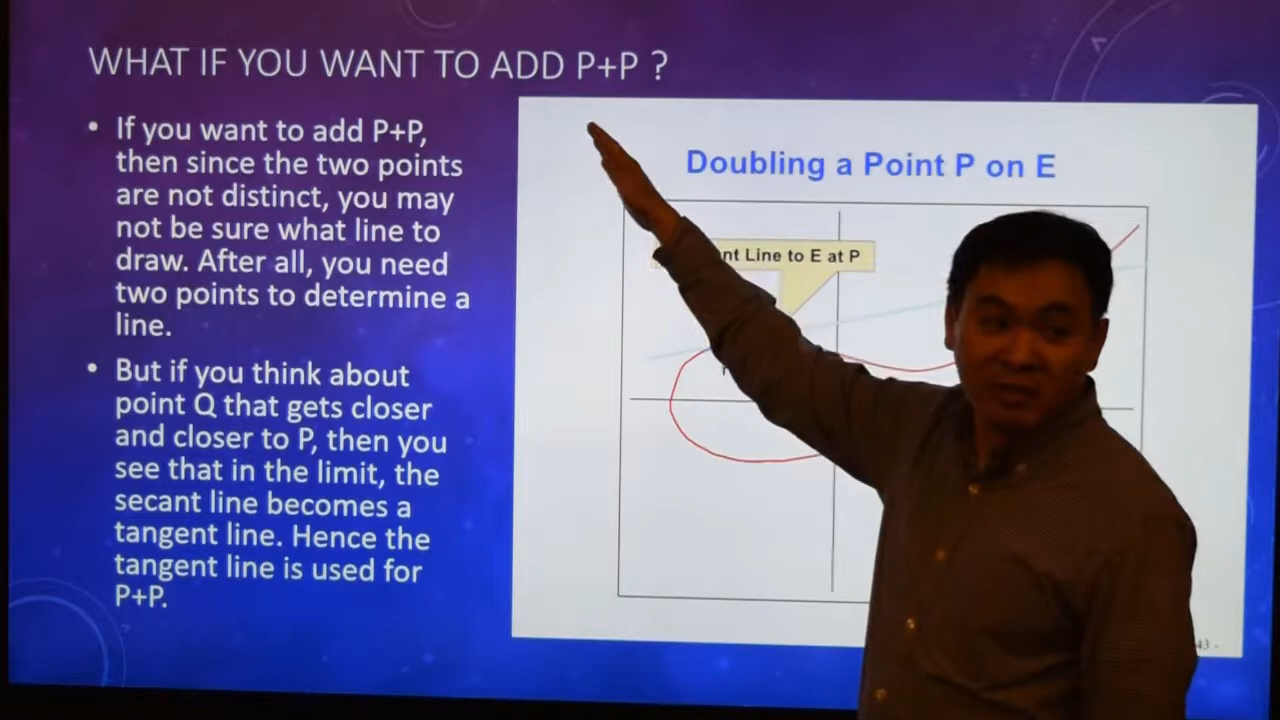 WHAT IF YOU WANT TO ADD P+P ?
• If you want to add P+P,
then since the two points
are not distinct, you may
not be sure what line to
draw. After all, you need
two points to determine a
line.
• But if you think about
point Q that gets closer
and closer to P, then you
see that in the limit, the
secant line becomes a
tangent line. Hence the
tangent line is used for
P+P.
Doubling a Point P on E
Line to E at P